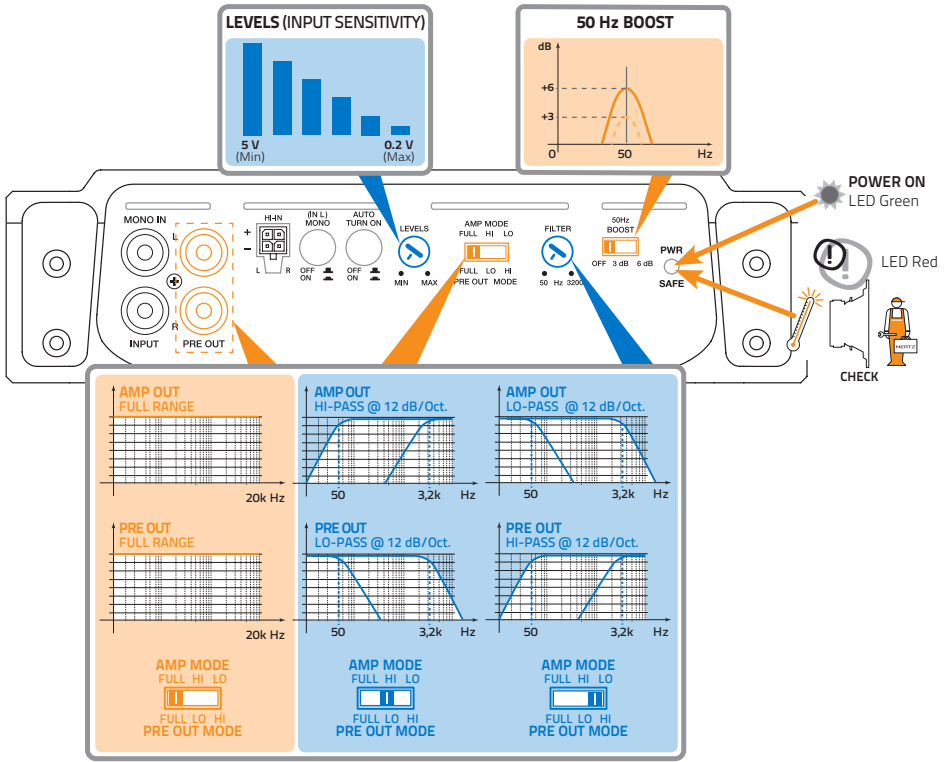 LEVELS (INPUT SENSITIVITY)
5 V
(Min)
0.2 V
(Max)
50 Hz BOOST
dB
+6
+3
0
50
Hz
POWER ON
LED Green
LED Red
CHECK
HERTZ
MONO IN
L
R
INPUT
PRE OUT
HI-IN
+
–
L
R
(IN L)
MONO
OFF
ON
AUTO
TURN ON
OFF
ON
LEVELS
MIN
MAX
AMP MODE
FULL HI LO
FULL LO HI
PRE OUT MODE
FILTER
50 Hz 3200
50Hz
BOOST
OFF 3 dB 6 dB
PWR
SAFE
AMP OUT
FULL RANGE
20k Hz
AMP OUT
HI-PASS @ 12 dB/Oct.
50 3,2k Hz
AMP OUT
LO-PASS @ 12 dB/Oct.
50 3,2k Hz
PRE OUT
FULL RANGE
20k Hz
PRE OUT
LO-PASS @ 12 dB/Oct.
50 3,2k Hz
PRE OUT
HI-PASS @ 12 dB/Oct.
50 3,2k Hz
AMP MODE
FULL HI LO
FULL LO HI
PRE OUT MODE
AMP MODE
FULL HI LO
FULL LO HI
PRE OUT MODE
AMP MODE
FULL HI LO
FULL LO HI
PRE OUT MODE